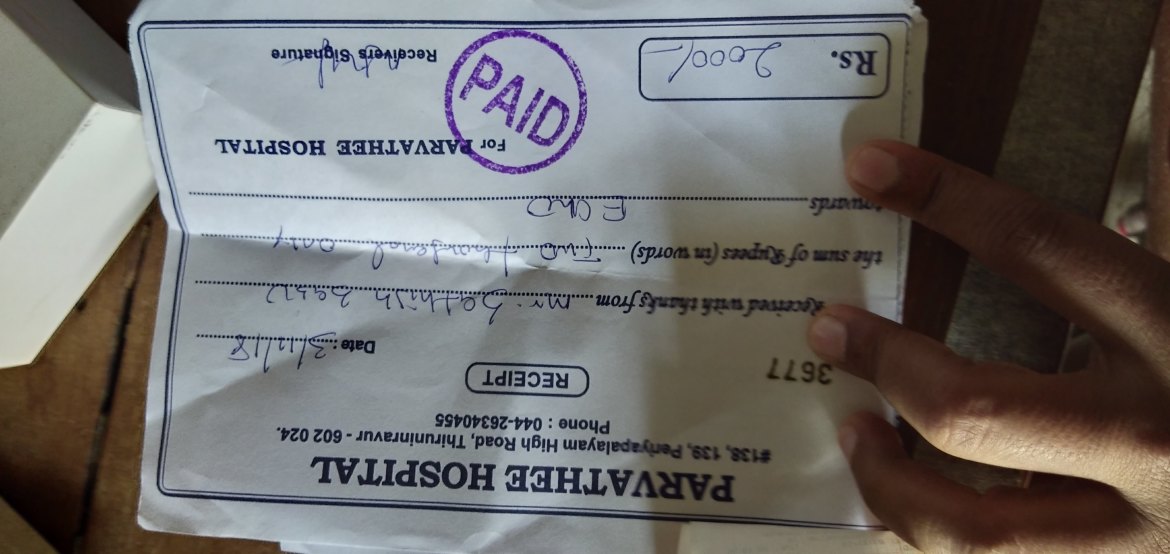 PARVATHEE HOSPITAL
#138, 139, Periyapalayam High Road, Thiruninravur - 602 024.
Phone : 044-26340455
RECEIPT
3677
Date : 3/12/18
Received with thanks from Mr. Sathish
the sum of Rupees (in words) Two thousand only
towards ECHO
For PARVATHEE HOSPITAL
PAID
Rs. 2000/-
Receivers Signature